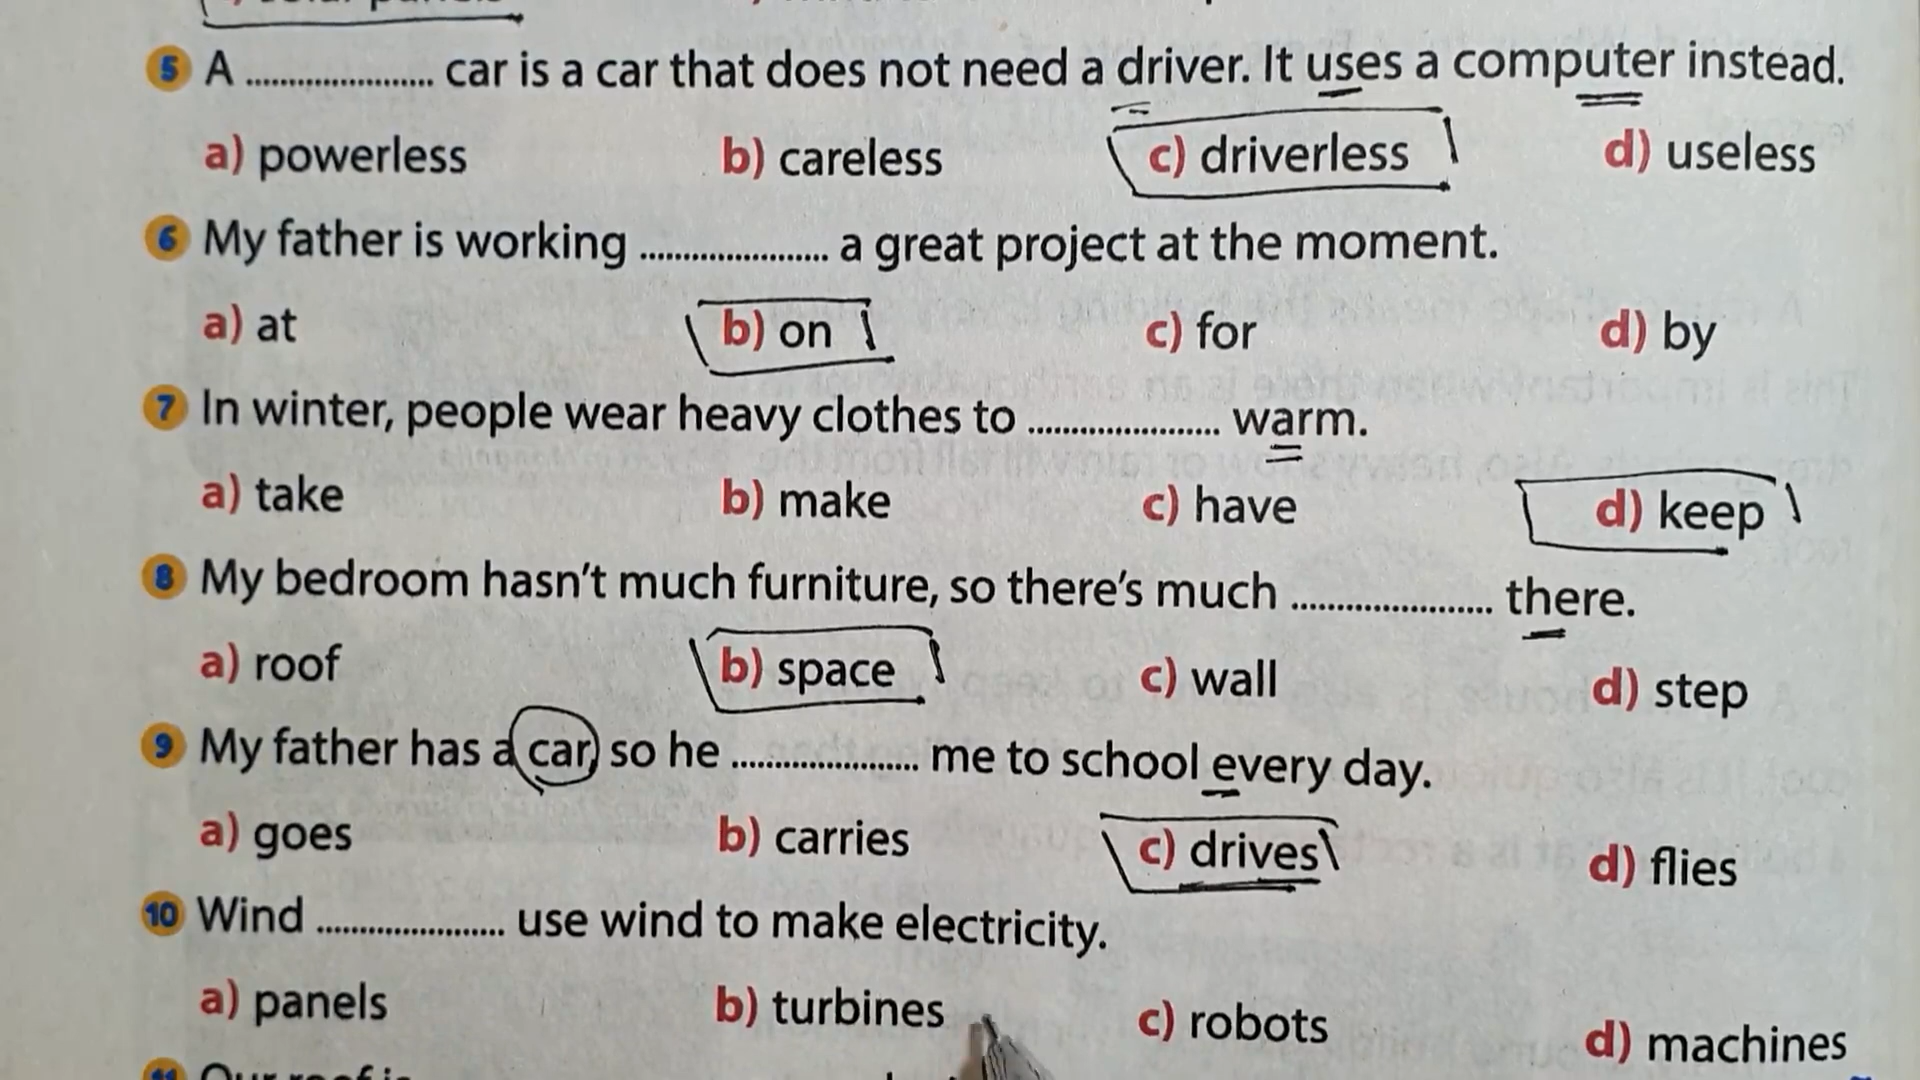 5 A ...................... car is a car that does not need a driver. It uses a computer instead.
a) powerless b) careless c) driverless d) useless
6 My father is working ...................... a great project at the moment.
a) at b) on c) for d) by
7 In winter, people wear heavy clothes to ...................... warm.
a) take b) make c) have d) keep
8 My bedroom hasn't much furniture, so there's much ...................... there.
a) roof b) space c) wall d) step
9 My father has a car, so he ...................... me to school every day.
a) goes b) carries c) drives d) flies
10 Wind ...................... use wind to make electricity.
a) panels b) turbines c) robots d) machines
11 Our roof is